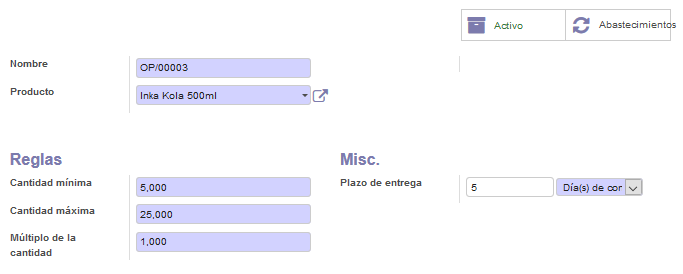 Activo
Abastecimientos
Nombre
OP/00003
Producto
Inka Kola 500ml
Reglas
Misc.
Cantidad mínima
5,000
Plazo de entrega
5
Día(s) de cor
Cantidad máxima
25,000
Múltiplo de la
cantidad
1,000